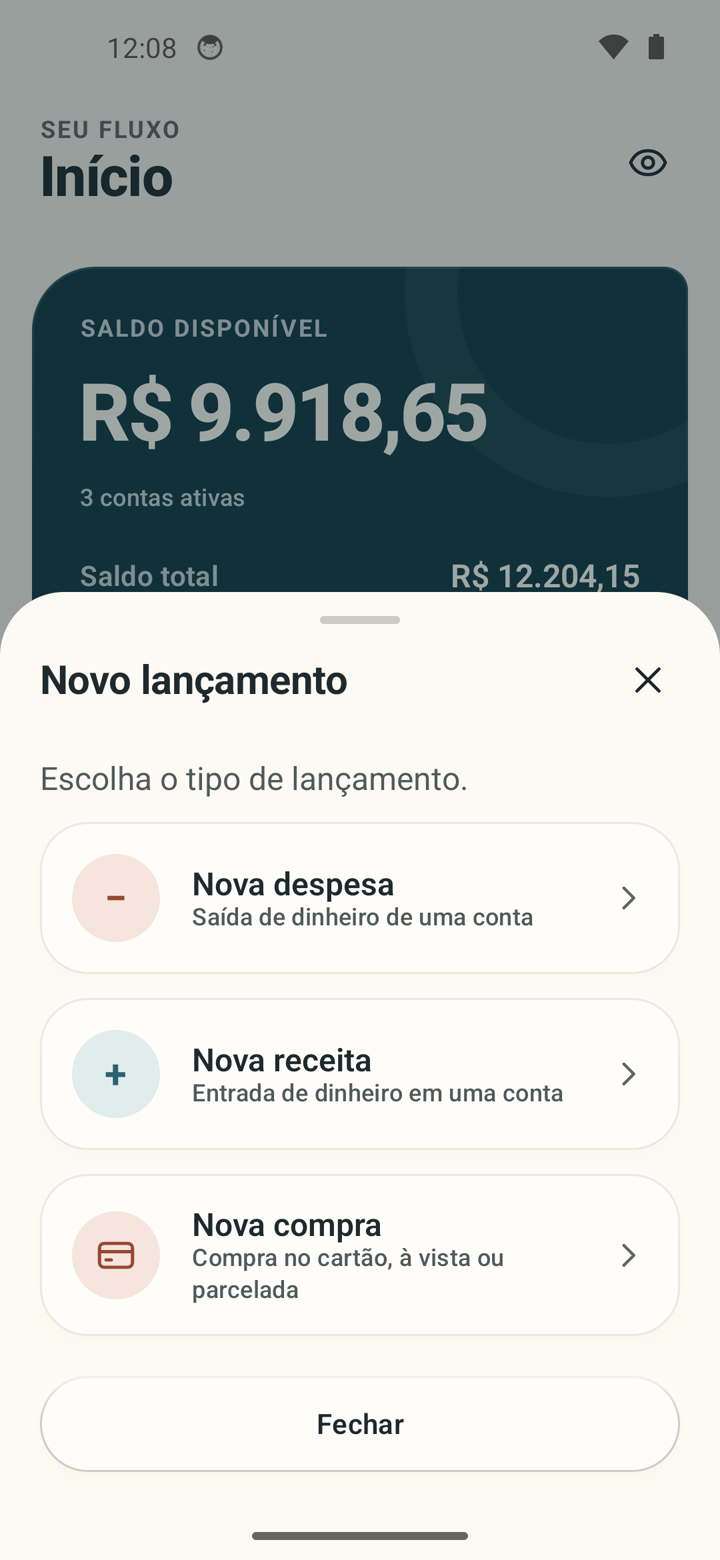 12:08
SEU FLUXO
Início
SALDO DISPONÍVEL
R$ 9.918,65
3 contas ativas
Saldo total R$ 12.204,15
Novo lançamento
Escolha o tipo de lançamento.
Nova despesa
Saída de dinheiro de uma conta
Nova receita
Entrada de dinheiro em uma conta
Nova compra
Compra no cartão, à vista ou
parcelada
Fechar